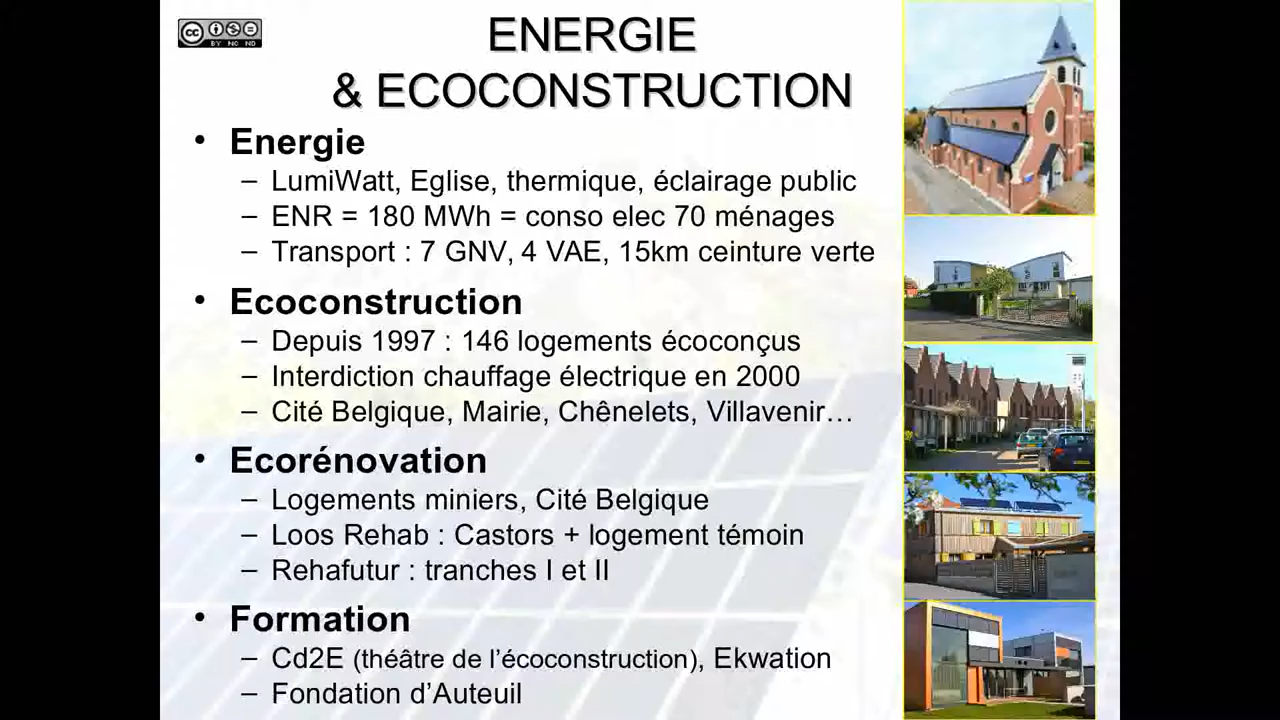 BY NC ND
ENERGIE
& ECOCONSTRUCTION
• Energie
– LumiWatt, Eglise, thermique, éclairage public
– ENR = 180 MWh = conso elec 70 ménages
– Transport : 7 GNV, 4 VAE, 15km ceinture verte
• Ecoconstruction
– Depuis 1997 : 146 logements écoconçus
– Interdiction chauffage électrique en 2000
– Cité Belgique, Mairie, Chênelets, Villavenir…
• Ecorénovation
– Logements miniers, Cité Belgique
– Loos Rehab : Castors + logement témoin
– Rehafutur : tranches I et II
• Formation
– Cd2E (théâtre de l’écoconstruction), Ekwation
– Fondation d’Auteuil